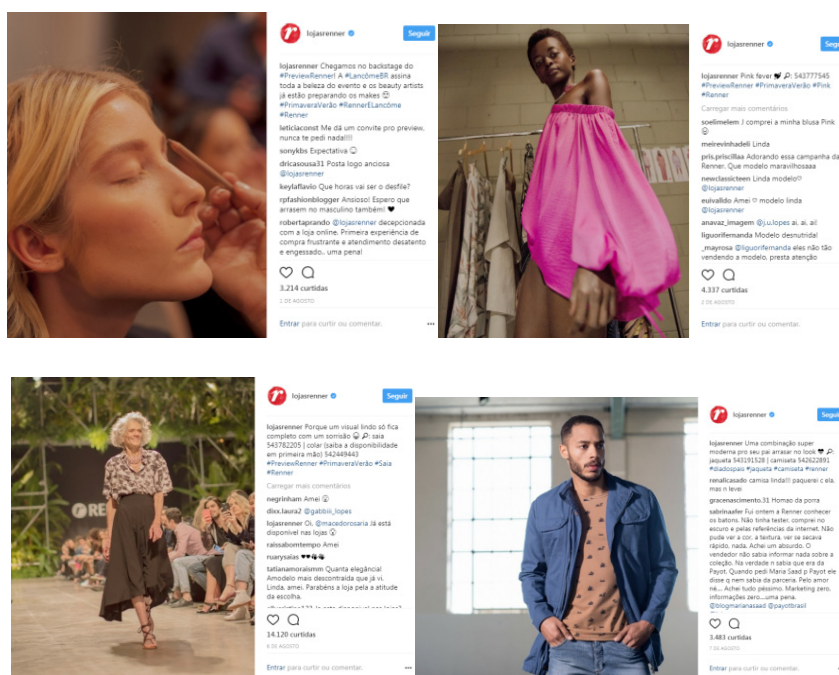 lojasrenner
Seguir
lojasrenner Chegamos no backstage do
#PreviewRenner! A #LancômeBR assina
toda a beleza do evento e os beauty artists
já estão preparando os makes
#PrimaveraVerão #RennerELancôme
#Renner
leticiaconst Me dá um convite pro preview,
nunca te pedi nada!!!!
sonykbs Expectativa
dricasousa31 Posta logo anciosa
@lojasrenner
keylaflavio Que horas vai ser o desfile?
rpfashionblogger Ansioso! Espero que
arrasem no masculino também! ♥
robertaprando @lojasrenner decepcionada
com a loja online. Primeira experiência de
compra frustrante e atendimento desatento
e engessado.. uma pena!
3.214 curtidas
1 DE AGOSTO
Entrar para curtir ou comentar.
lojasrenner
Segu
lojasrenner Pink fever 543777545
#PreviewRenner #PrimaveraVerão #Pink
#Renner
Carregar mais comentários
soelimelem J comprei a minha blusa Pink
meirevinhadeli Linda
pris.priscillaa Adorando essa campanha da
Renner. Que modelo maravilhosaaa
newclassicteen Linda modelo♡
@lojasrenner
euivalido Amei ♡ modelo linda
@lojasrenner
anavaz_imagem @j.u.lopes ai, ai, ai!
liguorifernanda Modelo desnutrida!
_mayrosa @liguorifernanda eles não tão
vendendo a modelo, presta atenção
4.337 curtidas
2 DE AGOSTO
Entrar para curtir ou comentar.
RE
lojasrenner
Seguir
lojasrenner Porque um visual lindo só fica
completo com um sorrisão saia
543782205 | colar (saiba a disponibilidade
em primeira mão) 542449443
#PreviewRenner #PrimaveraVerão #Saia
#Renner
Carregar mais comentários
negrinham Amei
dixx.laura2 @gabbiii_lopes
lojasrenner Oi, @macedorosaria Já está
disponível nas lojas
raissabomtempo Amei
ruarysaias ♥♥
tatianamoraismm Quanta elegância!
Amodelo mais descontraída que já vi.
Linda, amei. Parabéns a loja pela a atitude
da escolha.
14.120 curtidas
6 DE AGOSTO
Entrar para curtir ou comentar.
lojasrenner
Segu
lojasrenner Uma combinação super
moderna pro seu pai arrasar no look
jaqueta 543191528 | camiseta 542622891
#diadospais #jaqueta #camiseta #renner
renalicasado camisa linda!!! paquerei c ela.
mas n levei
gracenascimento.31 Homao da porra
sabrinaafer Fui ontem a Renner conhecer
os batons. Não tinha tester, comprei no
escuro e pelas referências da internet. Não
pude ver a cor, a textura, ver se secava
rápido, nada. Achei um absurdo. O
vendedor não sabia informar nada sobre a
coleção. Na verdade n sabia que era da
Payot. Quando pedi Maria Saad p Payot ele
disse q nem sabia da parceria. Pelo amor
né.... Achei tudo péssimo. Marketing zero,
informações zero....uma pena.
@blogmarianasaad @payotbrasil
3.483 curtidas
7 DE AGOSTO
Entrar para curtir ou comentar.